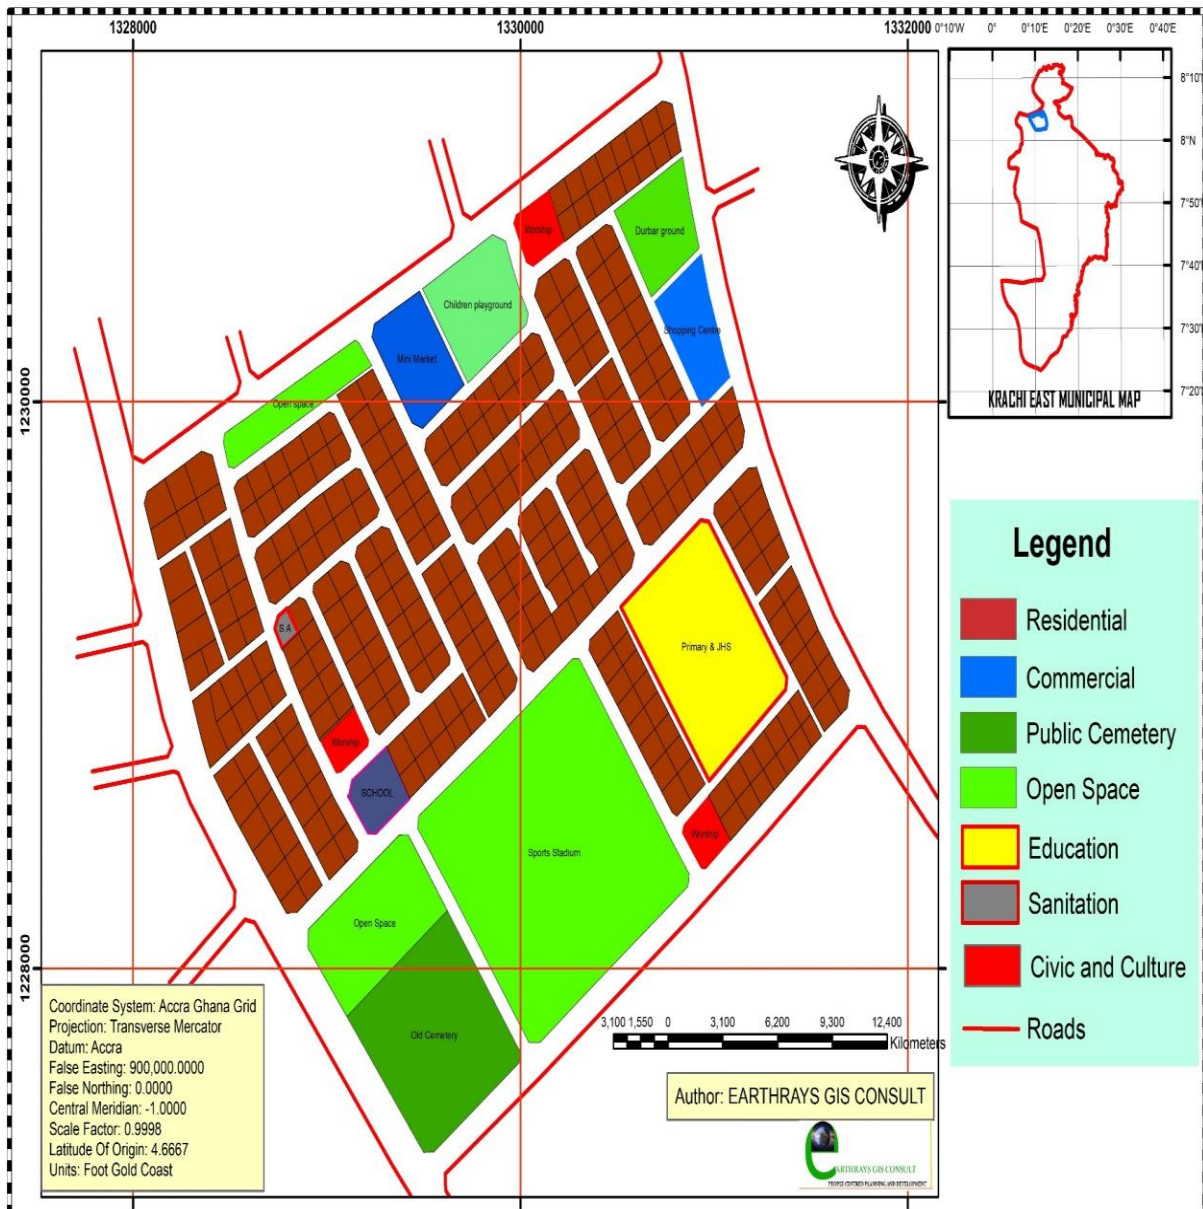 1328000
1330000
1332000
0°10'W
0°
0°10'E
0°20'E
0°30'E
0°40'E
8°10'N
8°N
7°50'N
7°40'N
7°30'N
7°20'N
KRACHI EAST MUNICIPAL MAP
1230000
1228000
Worship
Durbar ground
Children playground
Shopping Centre
Mini Market
Open space
S.A
Primary & JHS
Worship
SCHOOL
Worship
Sports Stadium
Open Space
Old Cemetery
Legend
Residential
Commercial
Public Cemetery
Open Space
Education
Sanitation
Civic and Culture
Roads
Coordinate System: Accra Ghana Grid
Projection: Transverse Mercator
Datum: Accra
False Easting: 900,000.0000
False Northing: 0.0000
Central Meridian: -1.0000
Scale Factor: 0.9998
Latitude Of Origin: 4.6667
Units: Foot Gold Coast
3,100 1,550 0 3,100 6,200 9,300 12,400
Kilometers
Author: EARTHRAYS GIS CONSULT
eARTHRAYS GIS CONSULT
PEOPLE CENTRED PLANNING AND DEVELOPMENT